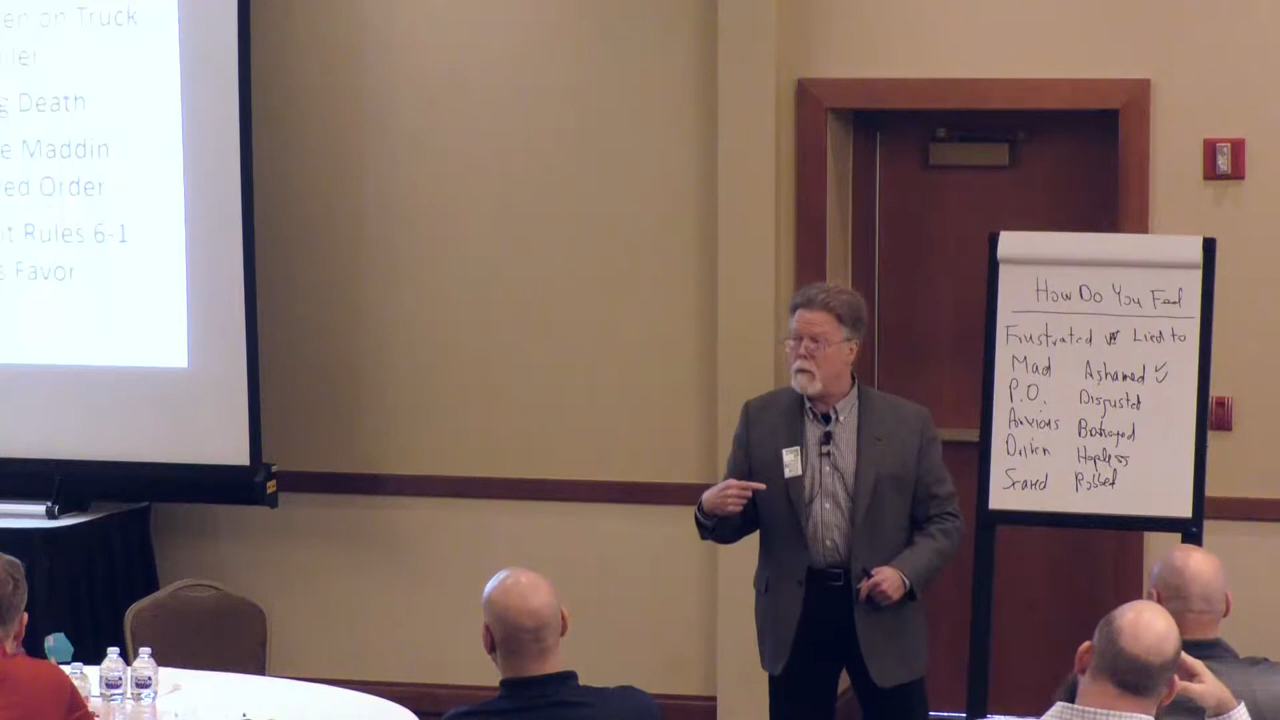 en on Truck
iler
g Death
e Maddin
ed Order
it Rules 6-1
s Favor
How Do You Feel
Frustrated Lied to
Mad Ashamed
P.O. Disgusted
Anxious Betrayed
Driven Hopeless
Scared Robbed